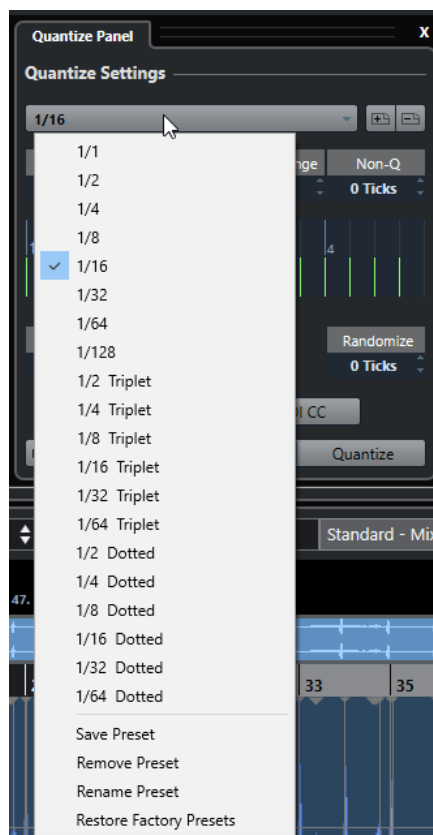 Quantize Panel
X
Quantize Settings
1/16
1/1
1/2
1/4
1/8
1/16
1/32
1/64
1/128
1/2 Triplet
1/4 Triplet
1/8 Triplet
1/16 Triplet
1/32 Triplet
1/64 Triplet
1/2 Dotted
1/4 Dotted
1/8 Dotted
1/16 Dotted
1/32 Dotted
1/64 Dotted
Save Preset
Remove Preset
Rename Preset
Restore Factory Presets
Non-Q
0 Ticks
4
Randomize
0 Ticks
CC
Quantize
Standard - Mix
47.
33
35